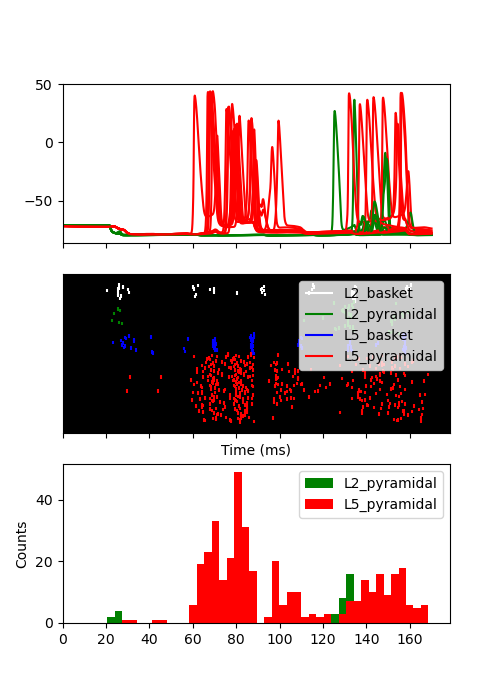 50
0
−50
L2_basket
L2_pyramidal
L5_basket
L5_pyramidal
Time (ms)
L2_pyramidal
L5_pyramidal
Counts
40
20
0
0 20 40 60 80 100 120 140 160